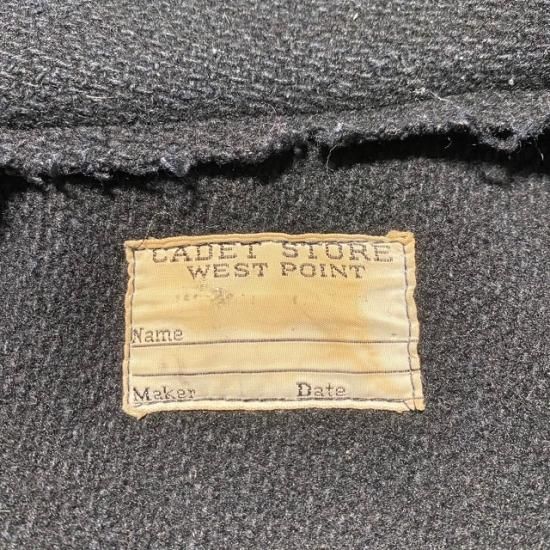 CADET STORE
WEST POINT
Name
Maker Date